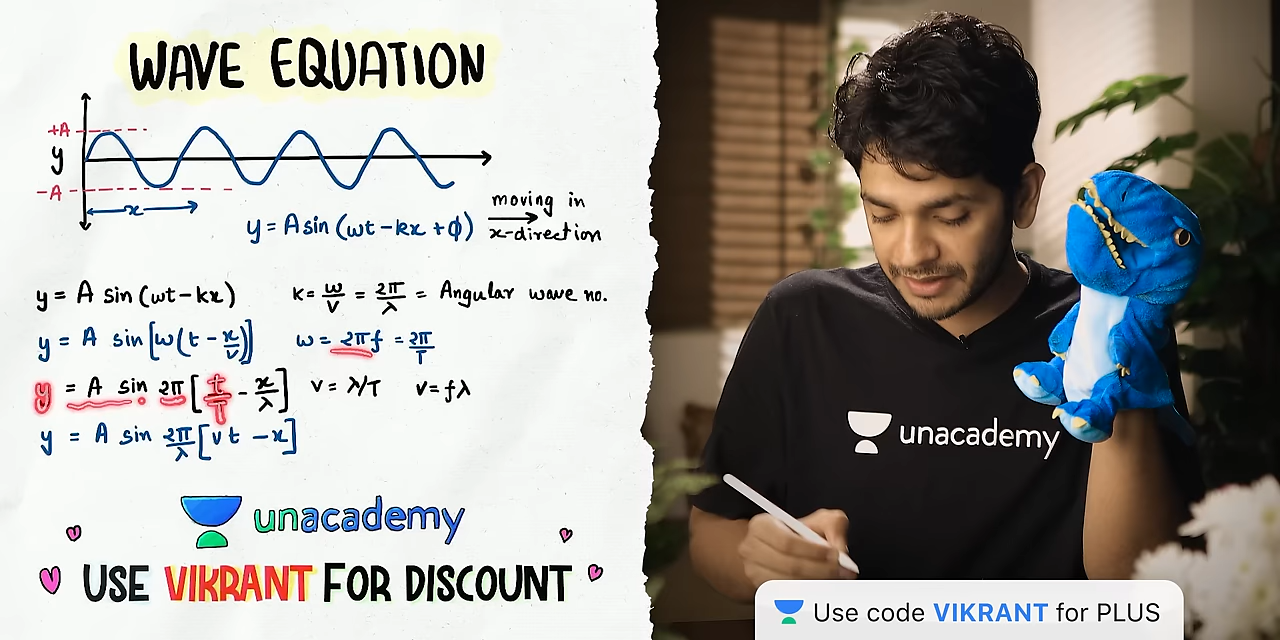 WAVE EQUATION
+A
y
-A
x
moving in
x-direction
y = A sin (ωt - kx + ϕ)
y = A sin (ωt - kx)
k = ω/v = 2π/λ = Angular wave no.
y = A sin [ω(t - x/v)]
ω = 2πf = 2π/T
y = A sin 2π [t/T - x/λ]
v = λ/T
v = fλ
y = A sin 2π/λ [vt - x]
unacademy
USE VIKRANT FOR DISCOUNT
unacademy
Use code VIKRANT for PLUS